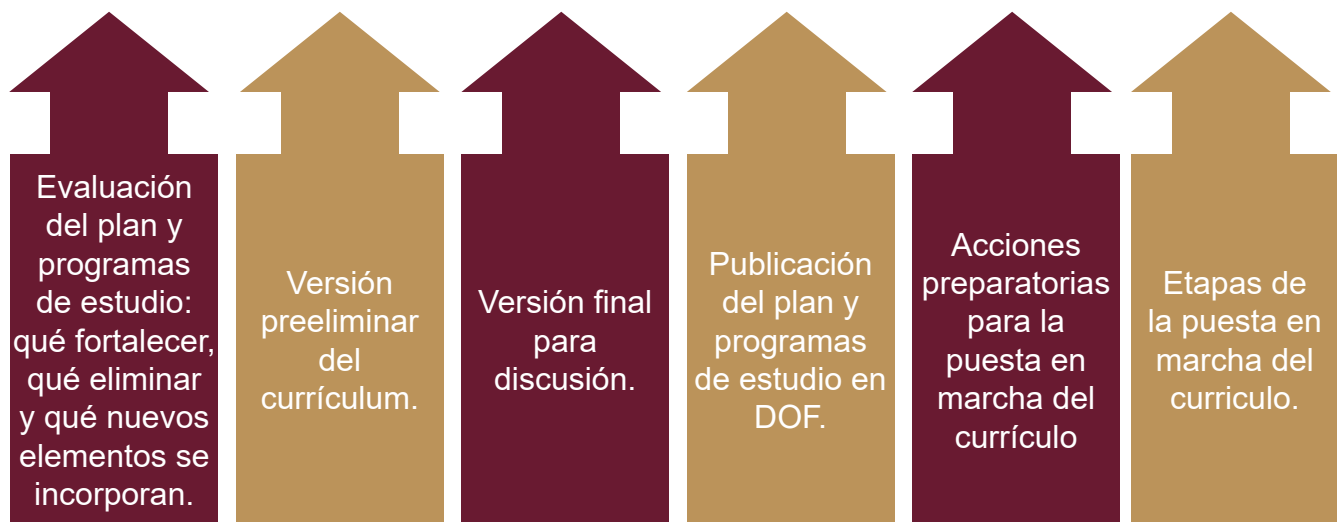 Evaluación
del plan y
programas
de estudio:
qué fortalecer,
qué eliminar
y qué nuevos
elementos se
incorporan.
Versión
preeliminar
del
currículum.
Versión final
para
discusión.
Publicación
del plan y
programas
de estudio en
DOF.
Acciones
preparatorias
para la
puesta en
marcha del
currículo
Etapas de
la puesta en
marcha del
curriculo.